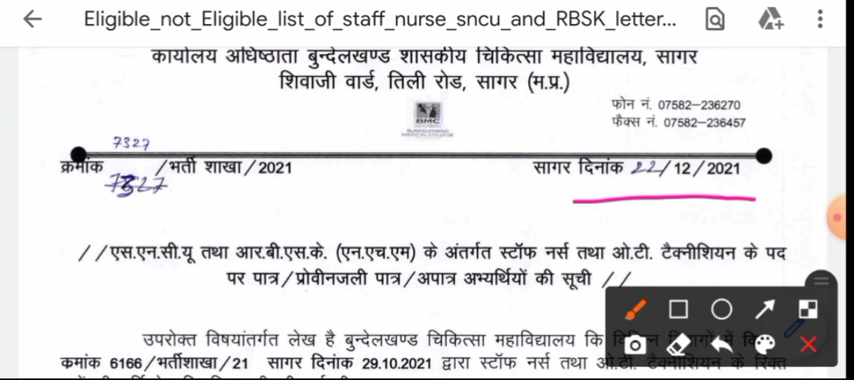 Eligible_not_Eligible_list_of_staff_nurse_sncu_and_RBSK_letter...
कार्यालय अधिष्ठाता बुन्देलखण्ड शासकीय चिकित्सा महाविद्यालय, सागर
शिवाजी वार्ड, तिली रोड, सागर (म.प्र.)
फोन नं. 07582-236270
फैक्स नं. 07582-236457
BMC
7327
क्रमांक /भर्ती शाखा/2021 सागर दिनांक 22/12/2021
7327
//एस.एन.सी.यू तथा आर.बी.एस.के. (एन.एच.एम) के अंतर्गत स्टॉफ नर्स तथा ओ.टी. टैक्नीशियन के पद
पर पात्र/प्रोवीनजली पात्र/अपात्र अभ्यर्थियों की सूची //
उपरोक्त विषयांतर्गत लेख है बुन्देलखण्ड चिकित्सा महाविद्यालय कि
कमांक 6166/भर्तीशाखा/21 सागर दिनांक 29.10.2021 द्वारा स्टॉफ नर्स तथा ओ.टी. टैक्नीशियन के रिक्त